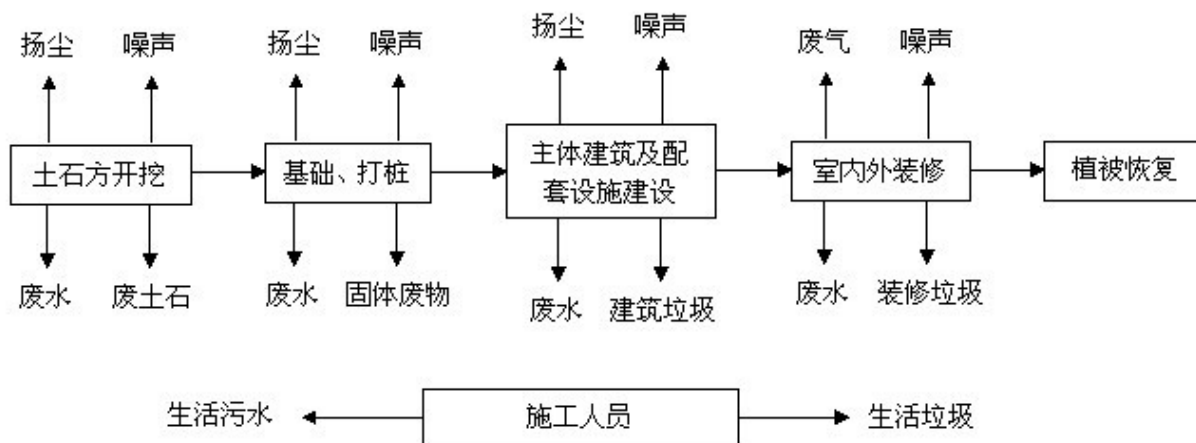 扬尘 噪声 扬尘 噪声 扬尘 噪声 废气 噪声
土石方开挖 基础、打桩 主体建筑及配套设施建设 室内外装修 植被恢复
废水 废土石 废水 固体废物 废水 建筑垃圾 废水 装修垃圾
生活污水 施工人员 生活垃圾